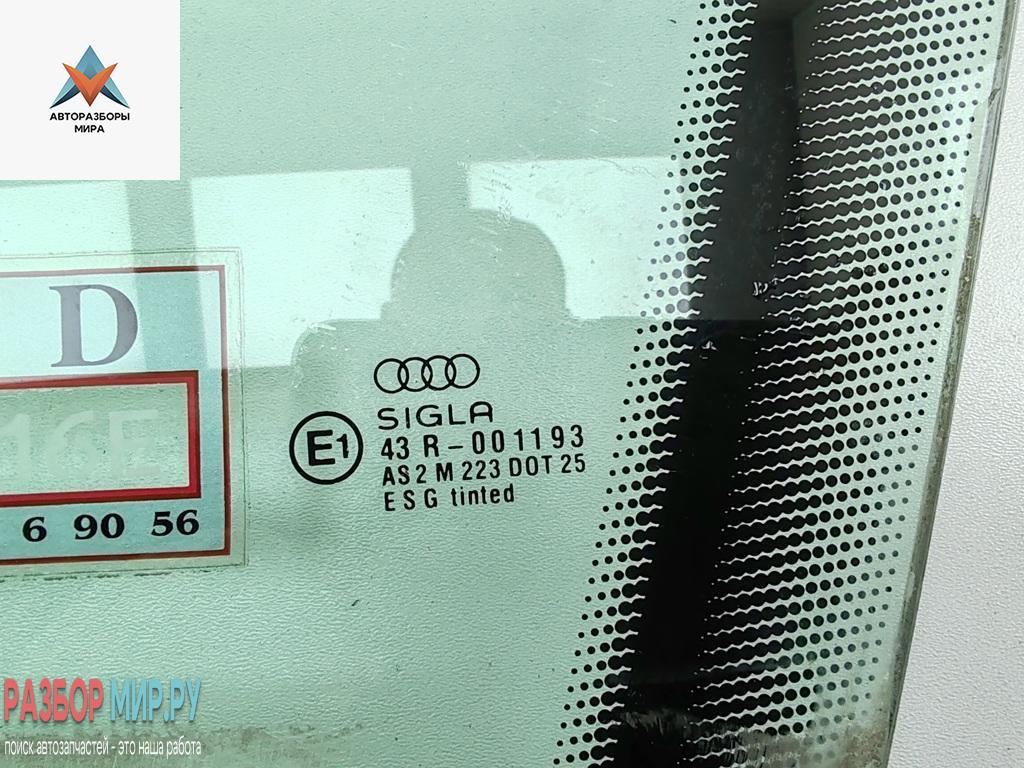 АВТОРАЗБОРЫ
МИРА
D
16E
6 90 56
SIGLA
E1
43 R-001193
AS2 M 223 DOT 25
ESG tinted
РАЗБОР МИР.РУ
поиск автозапчастей - это наша работа